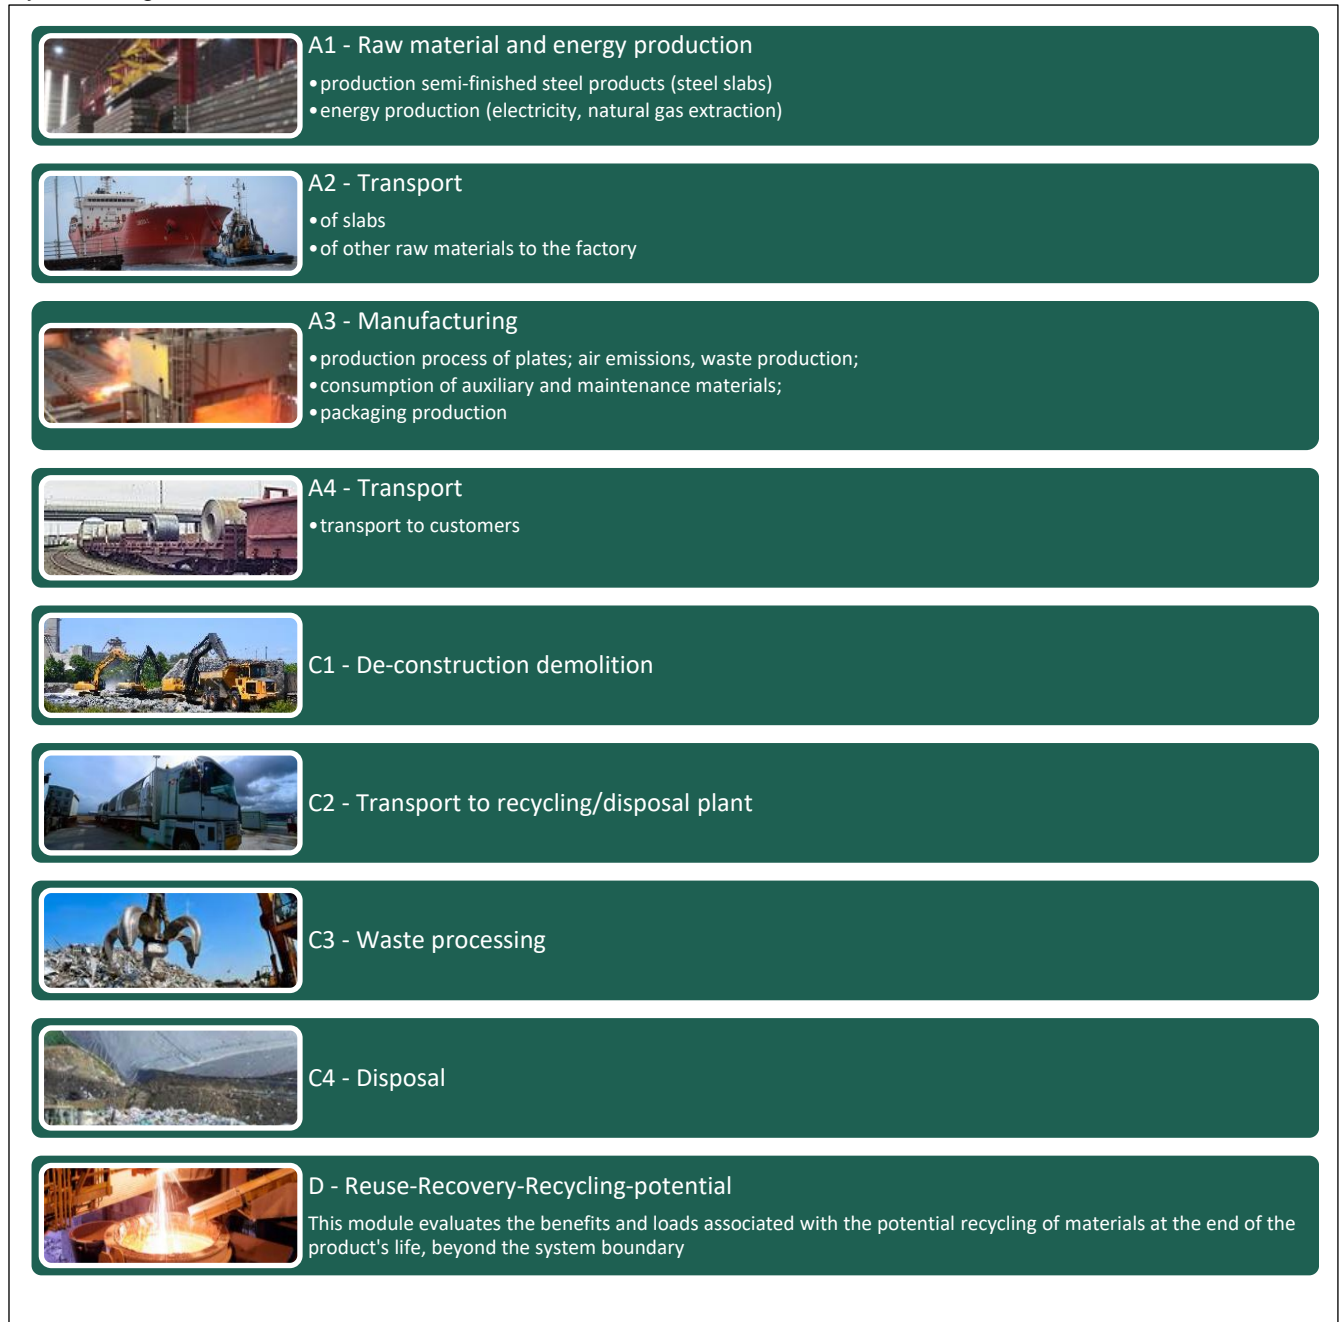 A1 - Raw material and energy production
•production semi-finished steel products (steel slabs)
•energy production (electricity, natural gas extraction)
A2 - Transport
•of slabs
•of other raw materials to the factory
A3 - Manufacturing
•production process of plates; air emissions, waste production;
•consumption of auxiliary and maintenance materials;
•packaging production
A4 - Transport
•transport to customers
C1 - De-construction demolition
C2 - Transport to recycling/disposal plant
C3 - Waste processing
C4 - Disposal
D - Reuse-Recovery-Recycling-potential
This module evaluates the benefits and loads associated with the potential recycling of materials at the end of the
product's life, beyond the system boundary